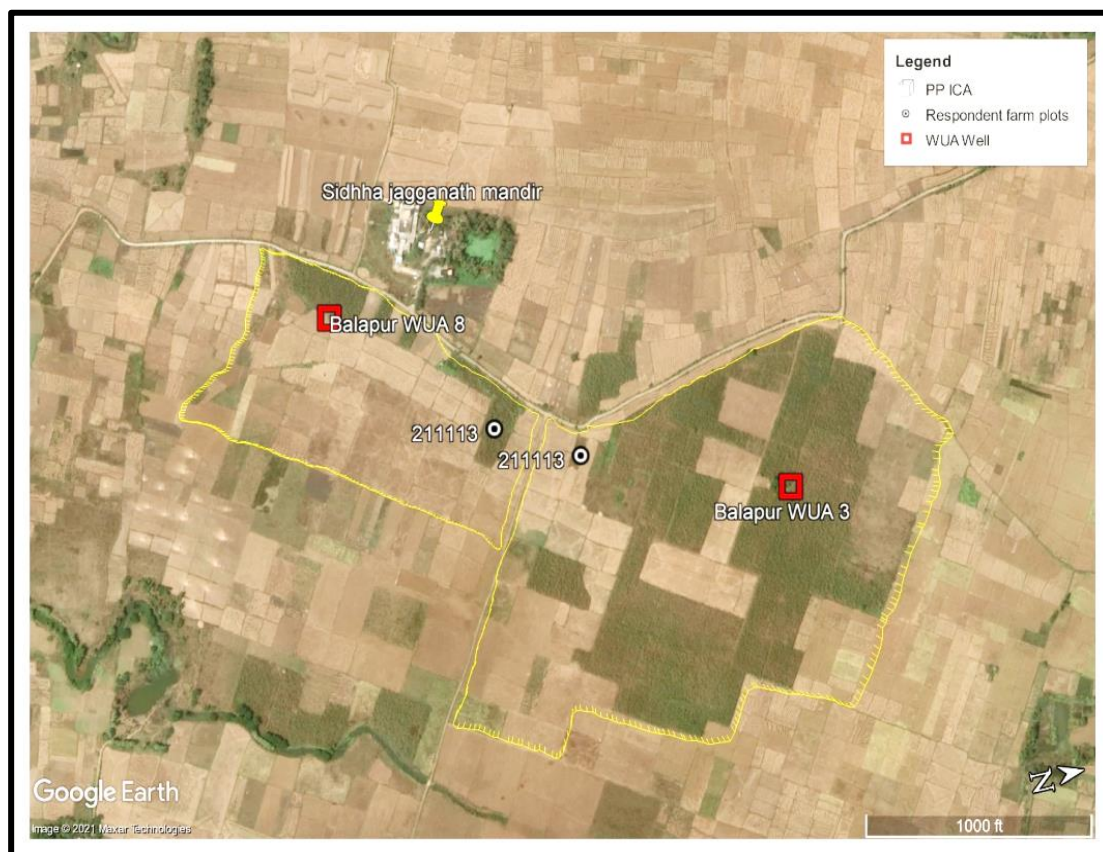 Legend
PP ICA
Respondent farm plots
WUA Well
Sidhha jagganath mandir
Balapur WUA 8
211113
211113
Balapur WUA 3
Google Earth
N
Image © 2021 Maxar Technologies
1000 ft